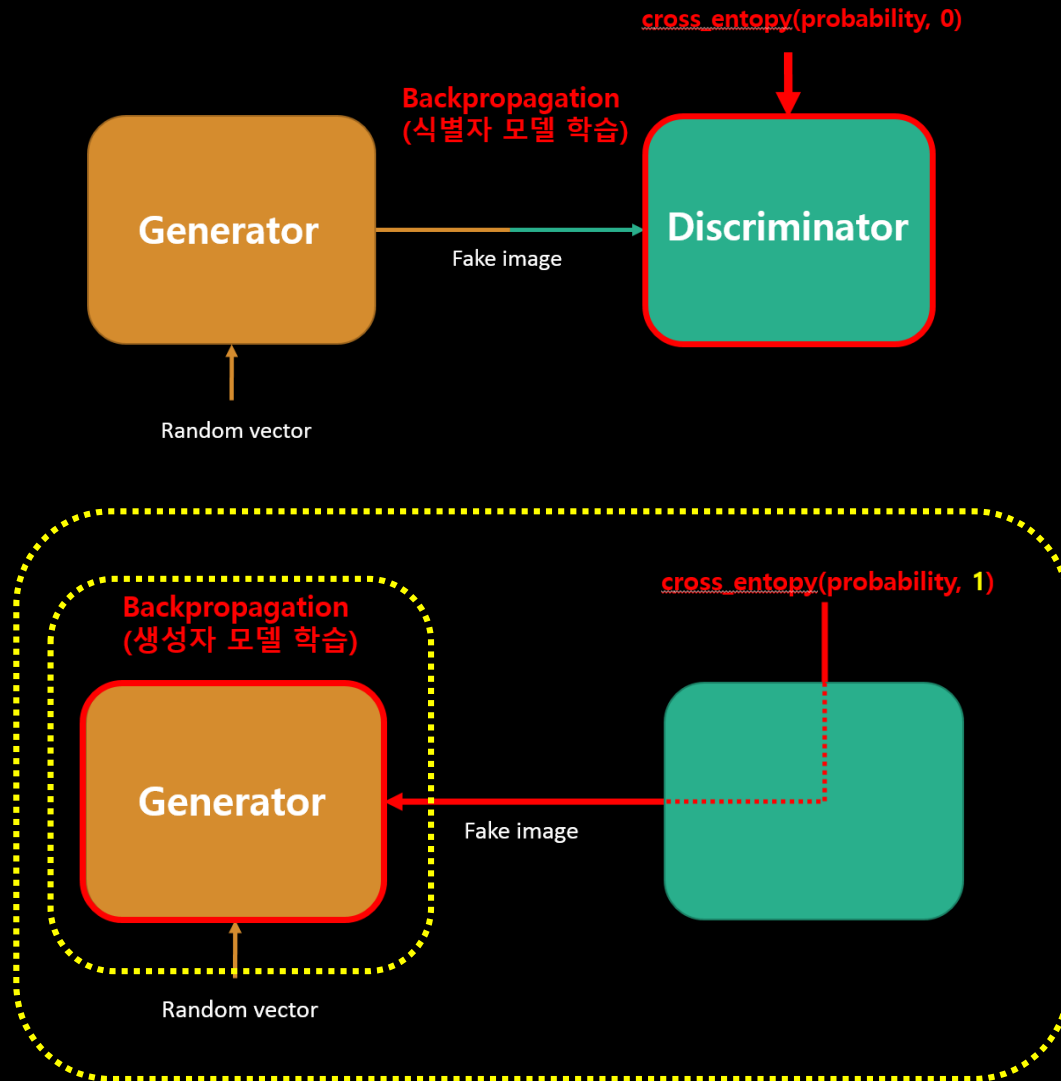 cross_entopy(probability, 0)
Backpropagation
(식별자 모델 학습)
Generator
Discriminator
Fake image
Random vector
cross_entopy(probability, 1)
Backpropagation
(생성자 모델 학습)
Generator
Fake image
Random vector